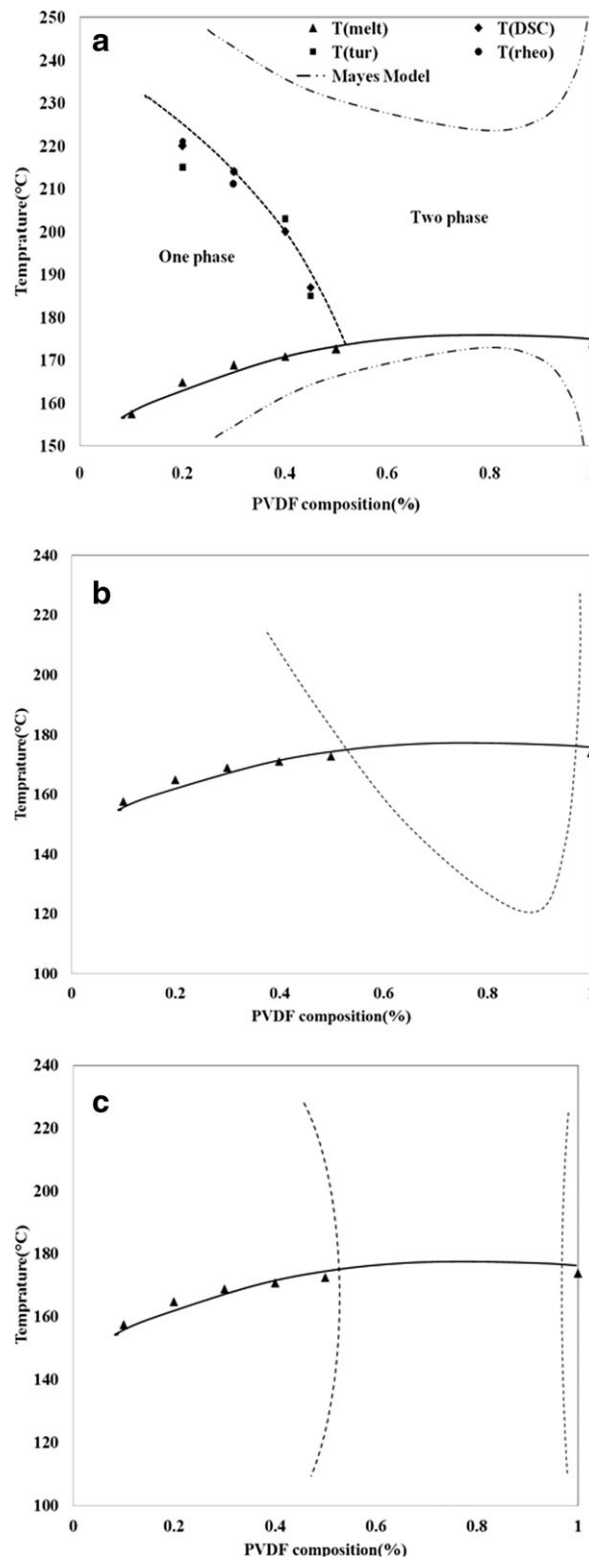 a
T(melt) T(DSC)
T(tur) T(rheo)
Mayes Model
Temprature(°C)
250
240
230
220
210
200
190
180
170
160
150
One phase
Two phase
0 0.2 0.4 0.6 0.8
PVDF composition(%)
b
Temprature(°C)
240
220
200
180
160
140
120
100
0 0.2 0.4 0.6 0.8
PVDF composition(%)
c
Temprature(°C)
240
220
200
180
160
140
120
100
0 0.2 0.4 0.6 0.8 1
PVDF composition(%)